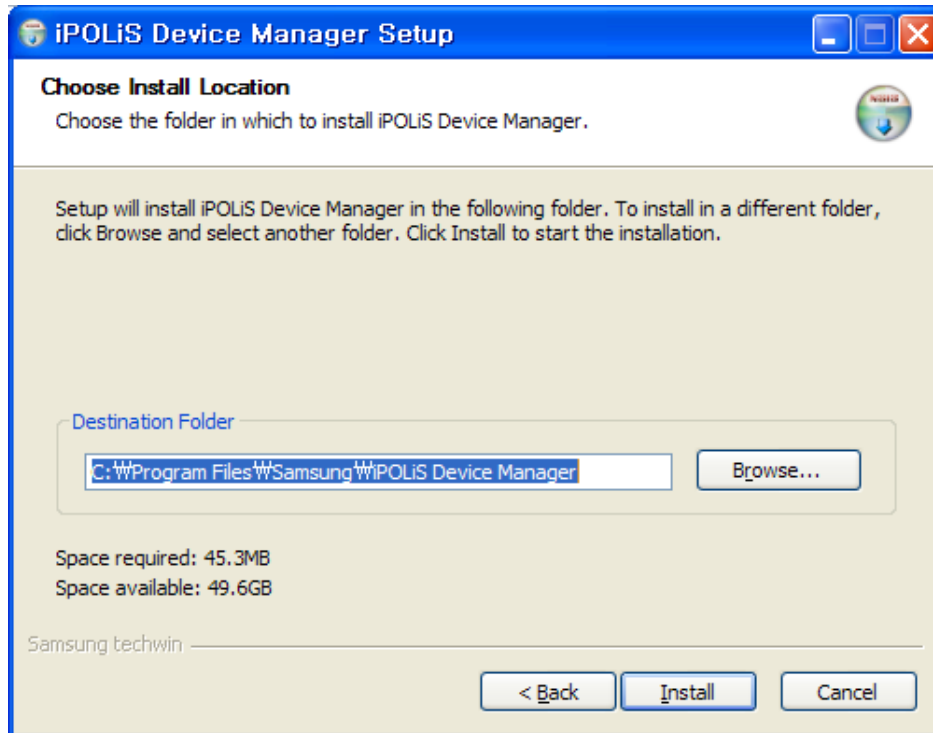 iPOLiS Device Manager Setup
Choose Install Location
Choose the folder in which to install iPOLiS Device Manager.
Setup will install iPOLiS Device Manager in the following folder. To install in a different folder,
click Browse and select another folder. Click Install to start the installation.
Destination Folder
C:₩Program Files₩Samsung₩iPOLiS Device Manager
Browse...
Space required: 45.3MB
Space available: 49.6GB
Samsung techwin
< Back
Install
Cancel